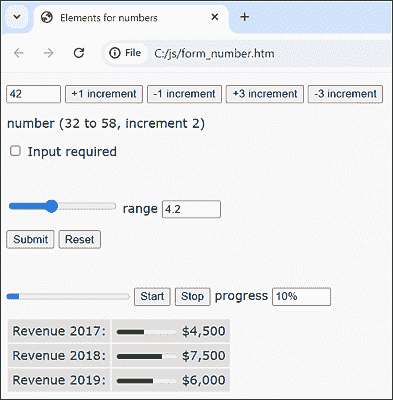 Elements for numbers
File C:/js/form_number.htm
42 +1 increment -1 increment +3 increment -3 increment
number (32 to 58, increment 2)
Input required
range 4.2
Submit Reset
Start Stop progress 10%
Revenue 2017: $4,500
Revenue 2018: $7,500
Revenue 2019: $6,000